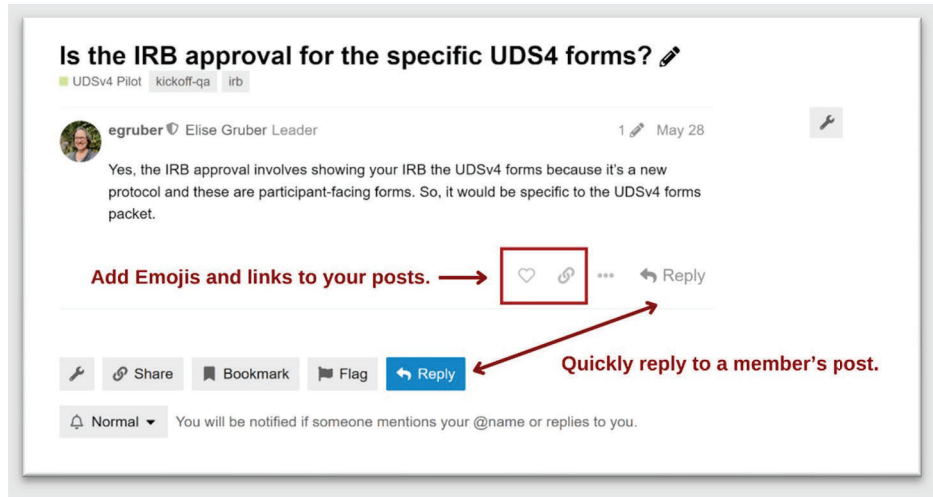 Is the IRB approval for the specific UDS4 forms?
UDSv4 Pilot kickoff-qa irb
egruber Elise Gruber Leader 1 May 28
Yes, the IRB approval involves showing your IRB the UDSv4 forms because it's a new
protocol and these are participant-facing forms. So, it would be specific to the UDSv4 forms
packet.
Add Emojis and links to your posts. Reply
Quickly reply to a member's post.
Share Bookmark Flag Reply
Normal You will be notified if someone mentions your @name or replies to you.